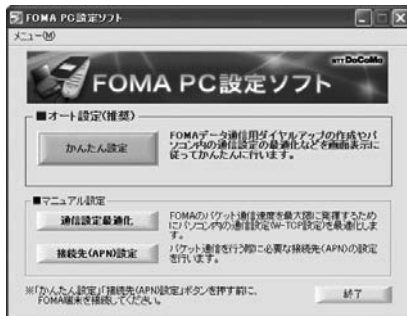 FOMA PC設定ソフト
メニュー(M)
NTT DoCoMo
FOMA PC設定ソフト
■オート設定(推奨)
かんたん設定
FOMAデータ通信用ダイヤルアップの作成やパ
ソコン内の通信設定の最適化などを画面表示に
従ってかんたんに行います。
■マニュアル設定
通信設定最適化
FOMAのパケット通信速度を最大限に発揮するため
にパソコン内の通信設定(W-TCP設定)を最適化しま
す。
接続先(APN)設定
パケット通信を行う際に必要な接続先(APN)の設定
を行います。
※「かんたん設定」「接続先(APN)設定」ボタンを押す前に、
FOMA端末を接続してください。
終了